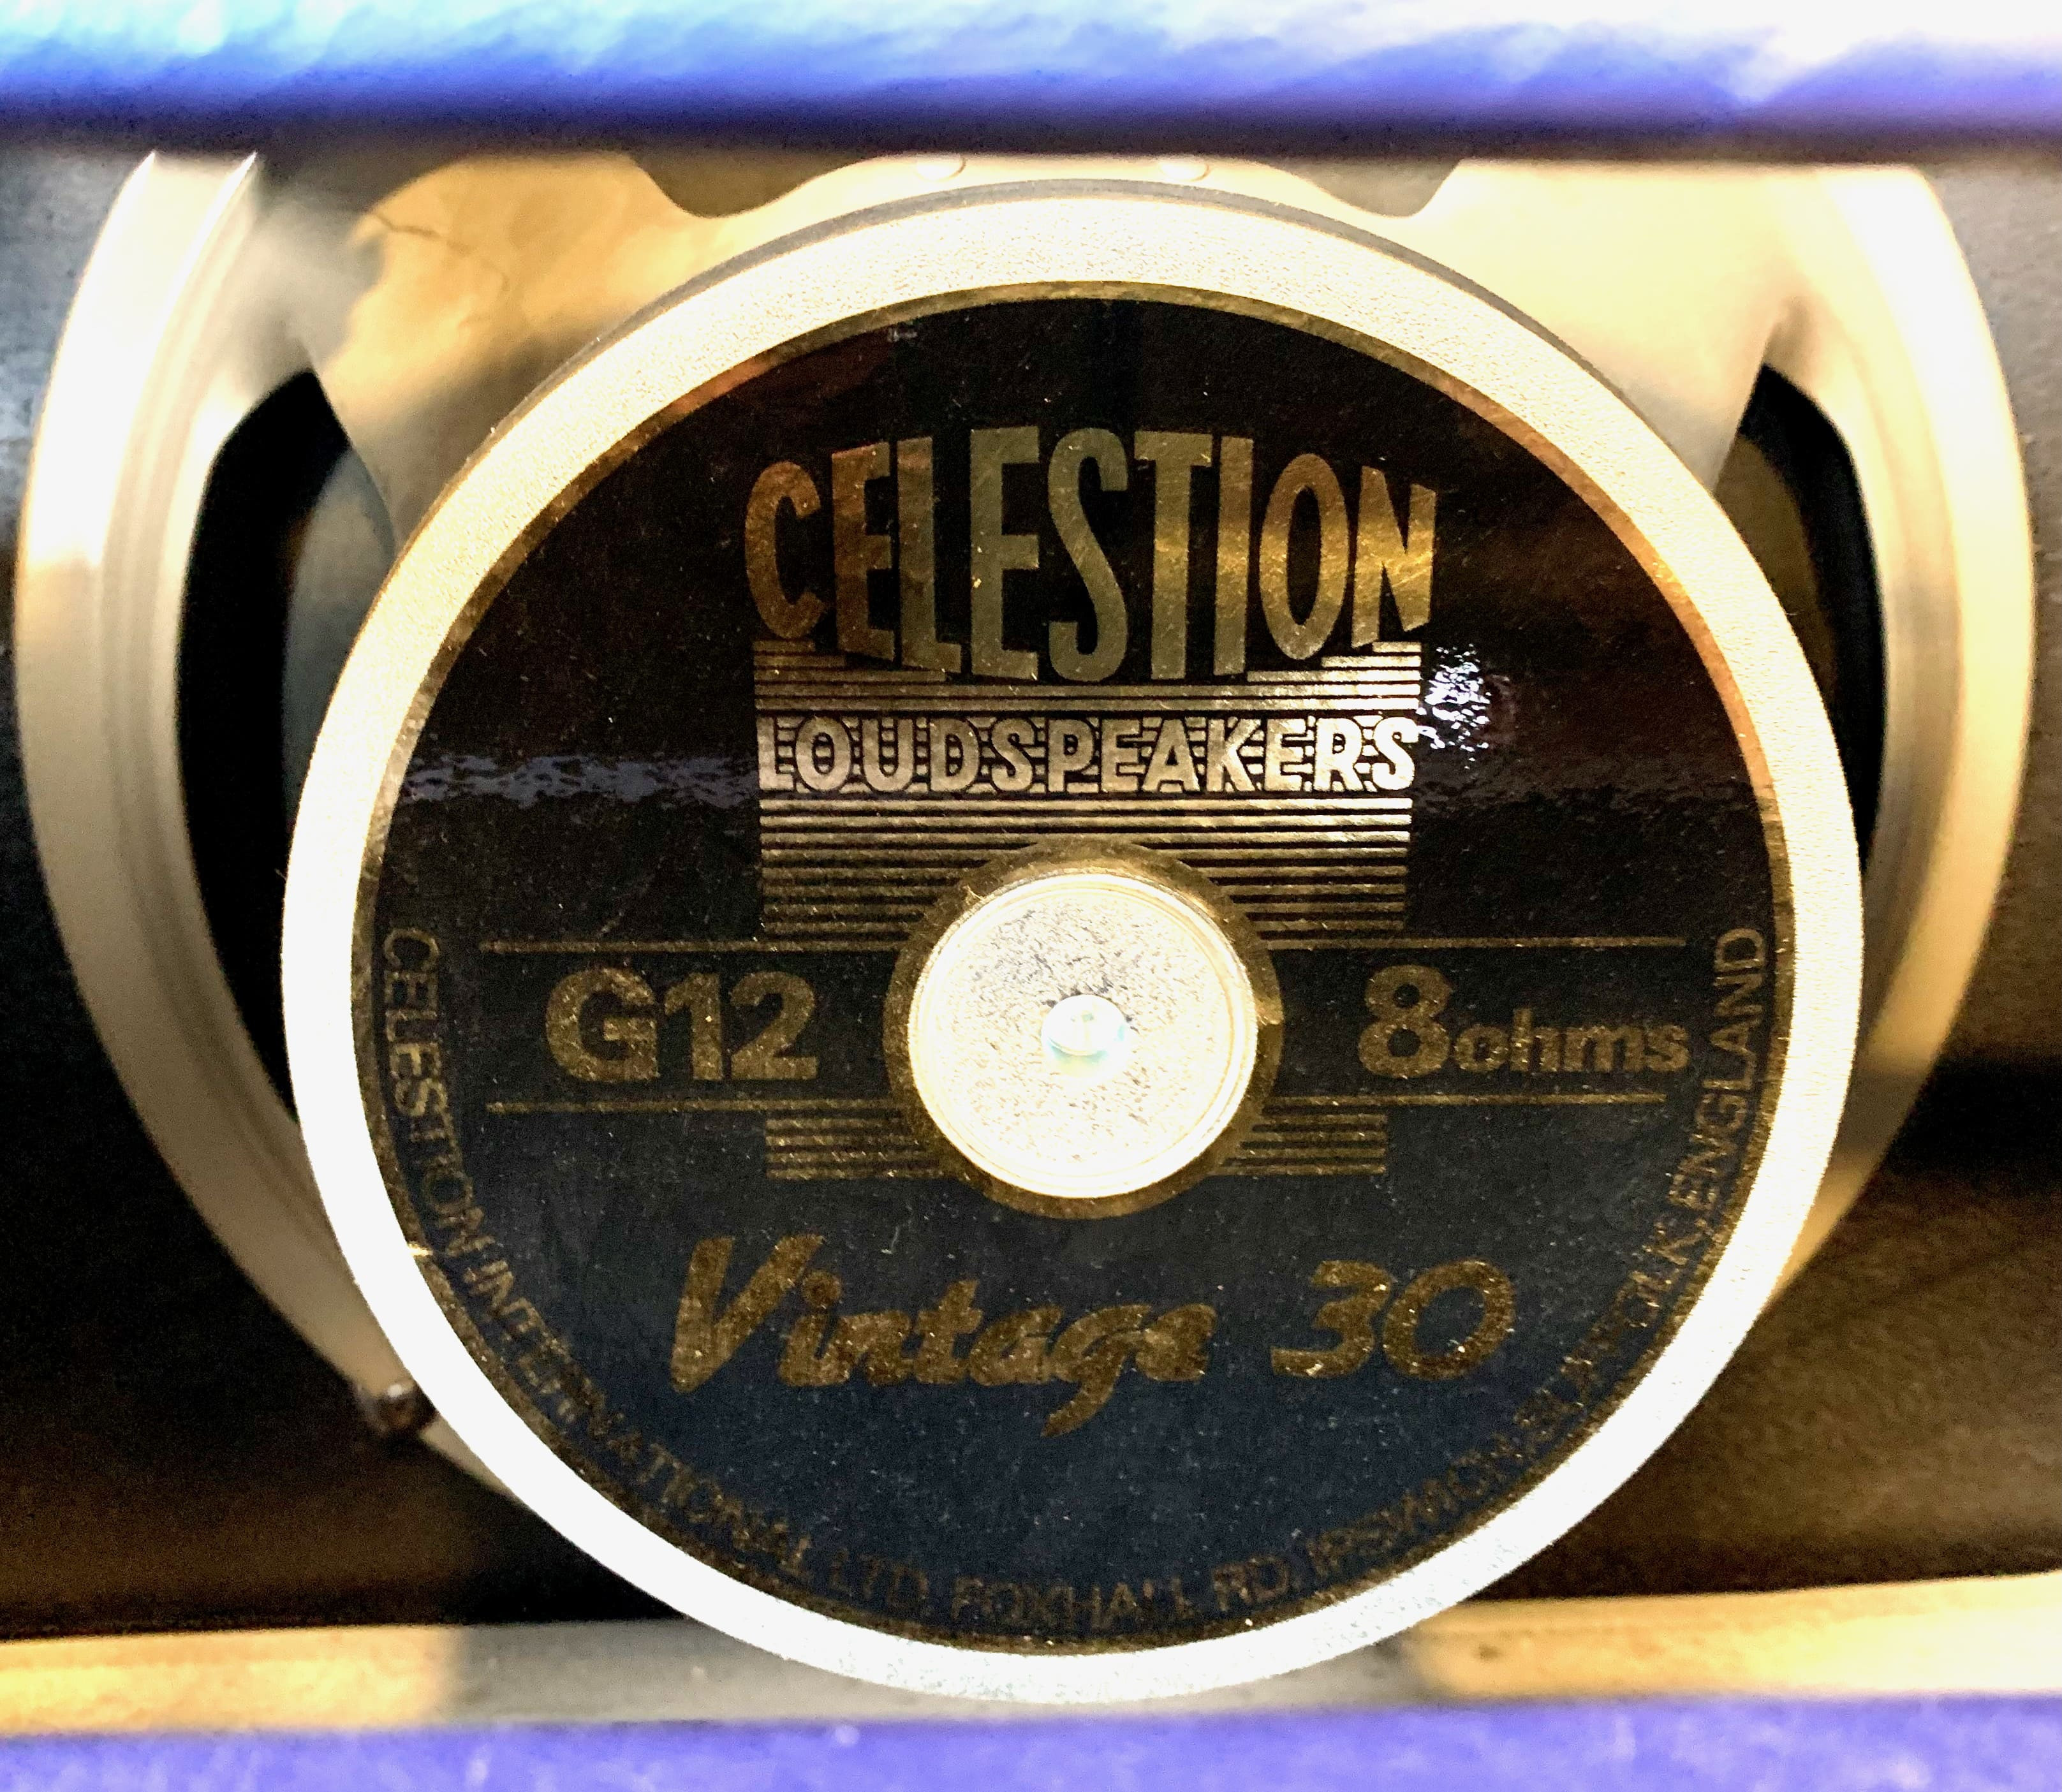 CELESTION
LOUDSPEAKERS
G12
8ohms
Vintage 30
CELESTION INTERNATIONAL LTD. FOXHALL RD. IPSWICH, SUFFOLK, ENGLAND